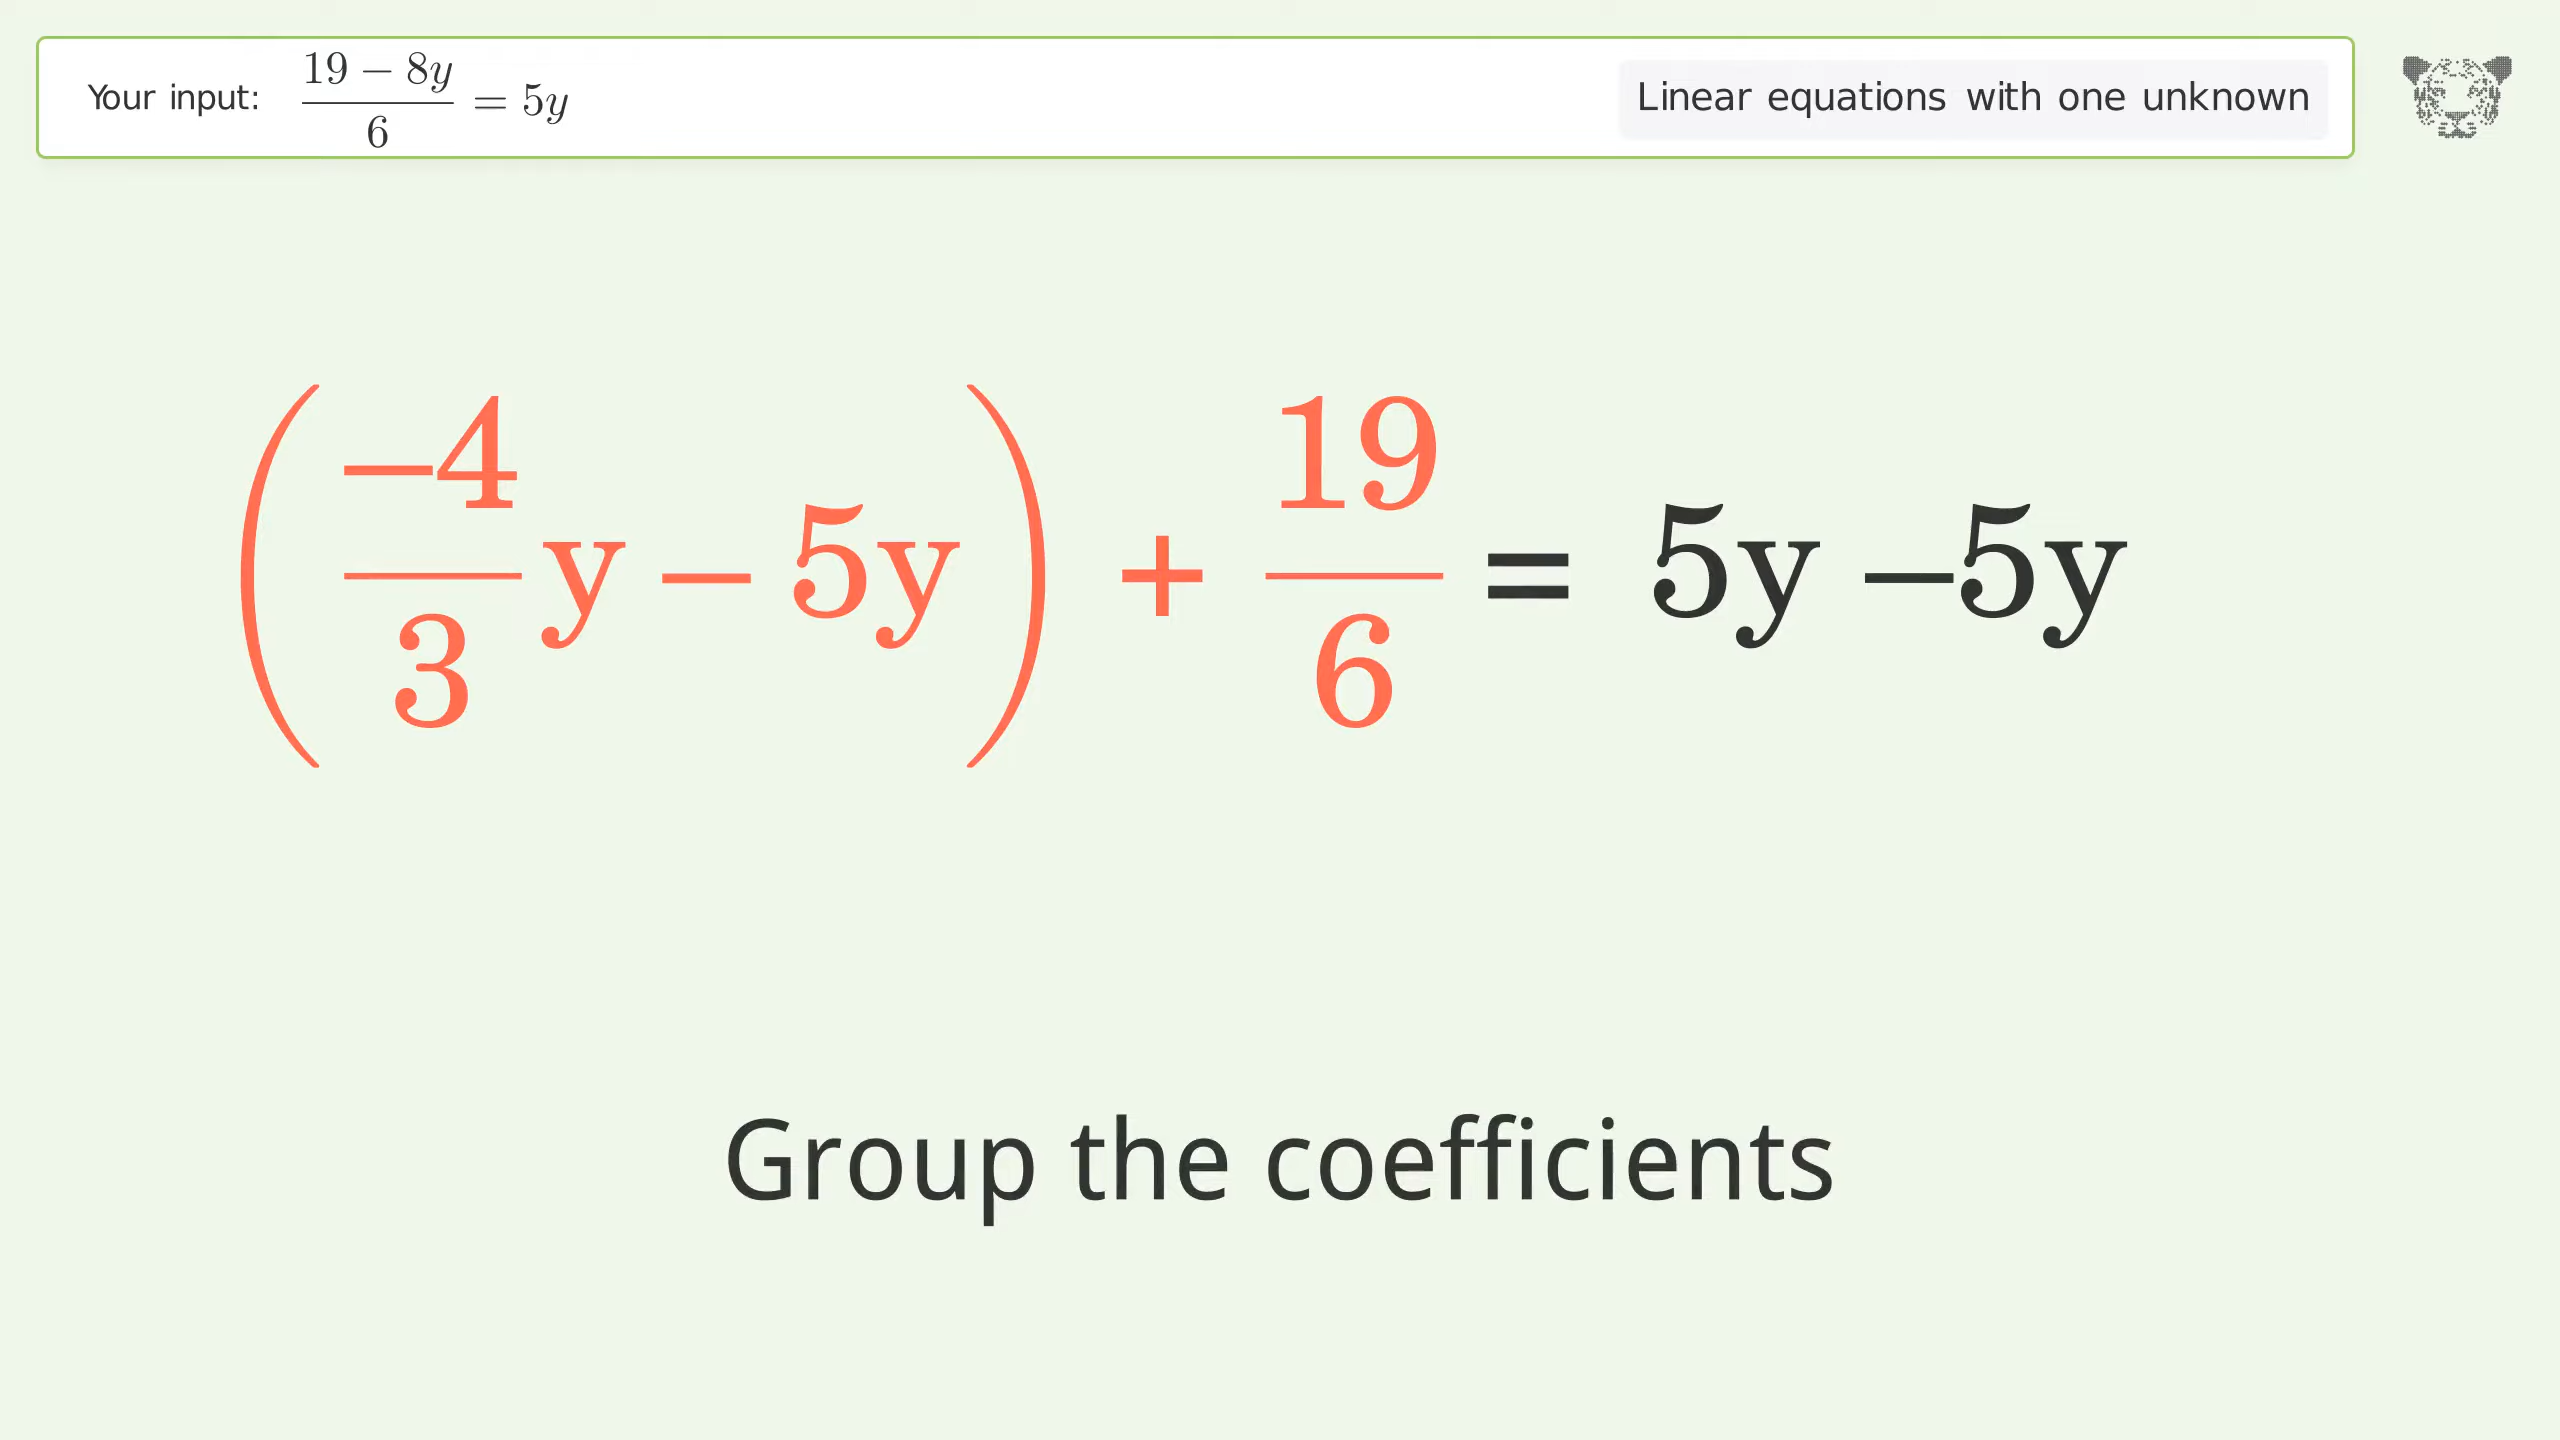 Your input: (19 − 8y)/6 = 5y
Linear equations with one unknown
(−4/3 y − 5y) + 19/6 = 5y −5y
Group the coefficients